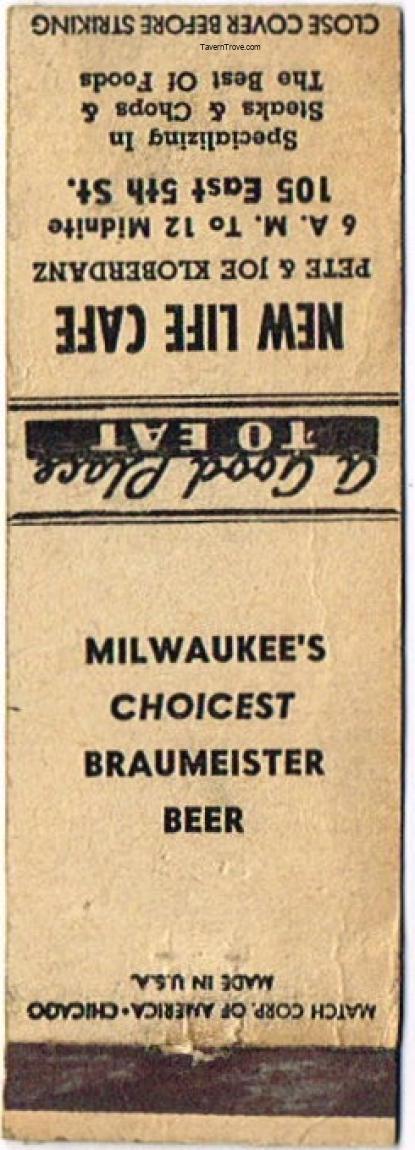 CLOSE COVER BEFORE STRIKING
TavernTrove.com
NEW LIFE CAFE
PETE & JOE KLOBERDANZ
6 A. M. To 12 Midnite
105 East 5th St.
Specializing In
Steaks & Chops &
The Best Of Foods
a Good Place
TO EAT
MILWAUKEE'S
CHOICEST
BRAUMEISTER
BEER
MATCH CORP. OF AMERICA • CHICAGO
MADE IN U.S.A.